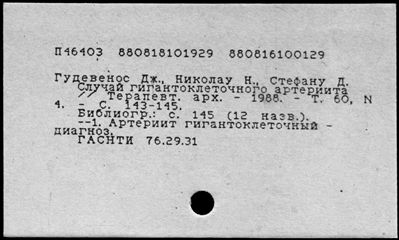 П46403 880818101929 880816100129
Гудевенос Дж., Николау Н., Стефану Д.
Случай гигантоклеточного артериита
// Терапевт. арх. - 1988. - Т. 60, N
4. - С. 143-145.
Библиогр.: с. 145 (12 назв.).
--1. Артериит гигантоклеточный -
диагноз.
ГАСНТИ 76.29.31